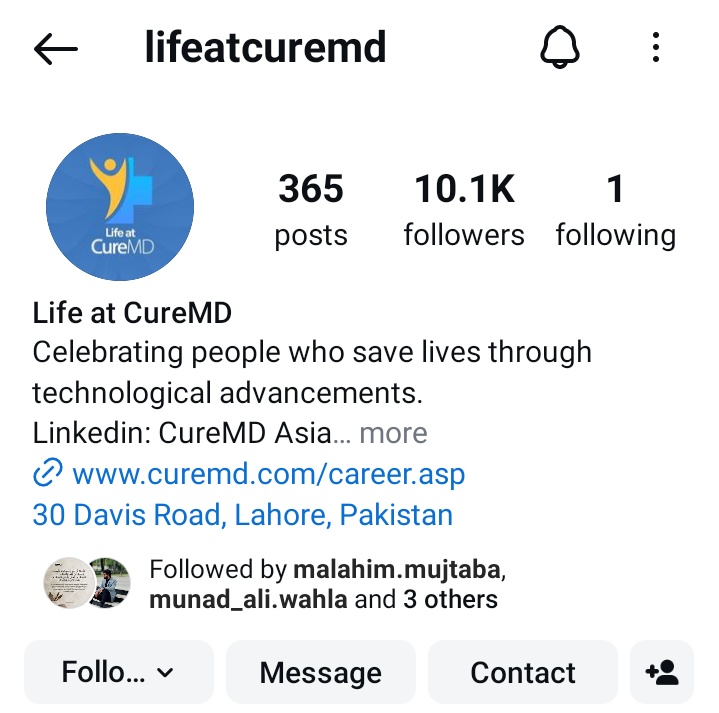 lifeatcuremd
365
posts
10.1K
followers
1
following
Life at
CureMD
Life at CureMD
Celebrating people who save lives through
technological advancements.
Linkedin: CureMD Asia... more
www.curemd.com/career.asp
30 Davis Road, Lahore, Pakistan
Followed by malahim.mujtaba,
munad_ali.wahla and 3 others
Follo...
Message
Contact